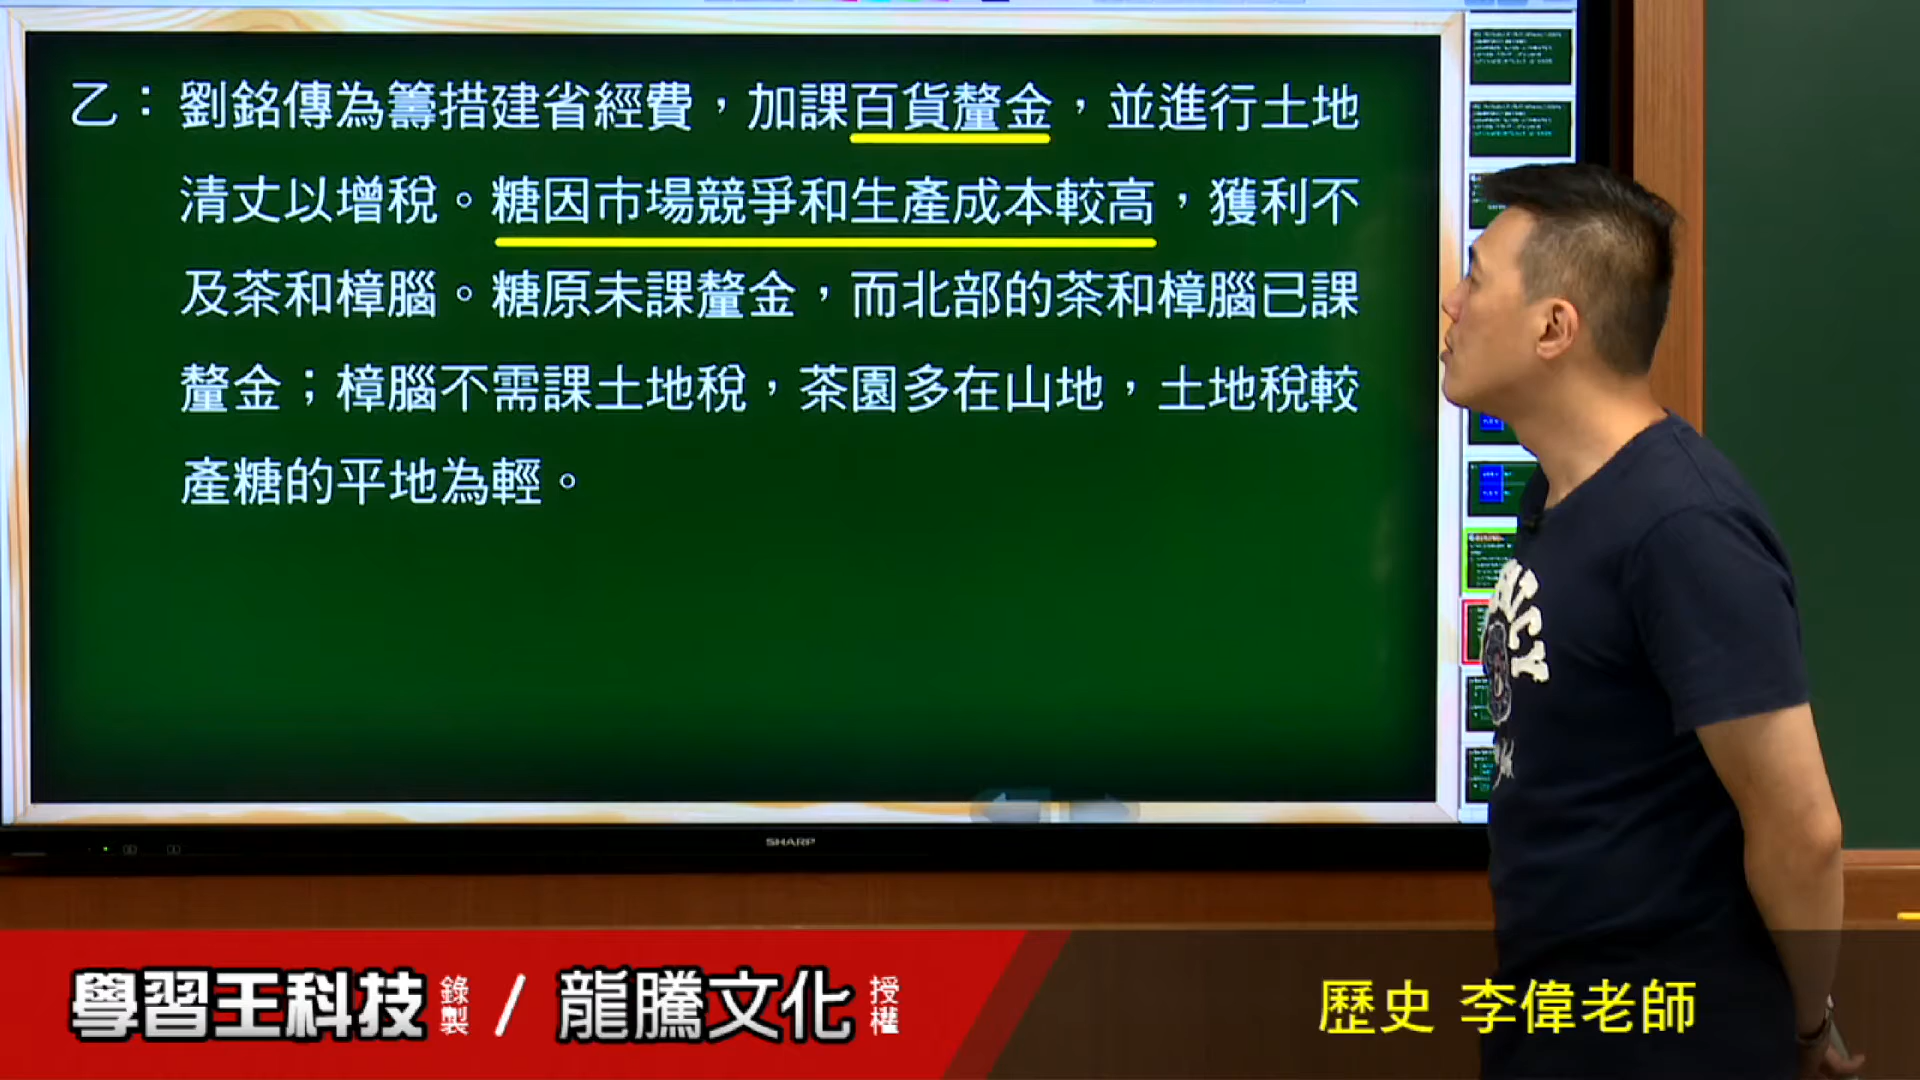 乙：劉銘傳為籌措建省經費，加課百貨釐金，並進行土地
清丈以增稅。糖因市場競爭和生產成本較高，獲利不
及茶和樟腦。糖原未課釐金，而北部的茶和樟腦已課
釐金；樟腦不需課土地稅，茶園多在山地，土地稅較
產糖的平地為輕。
SHARP
學習王科技 錄製 / 龍騰文化 授權
歷史 李偉老師